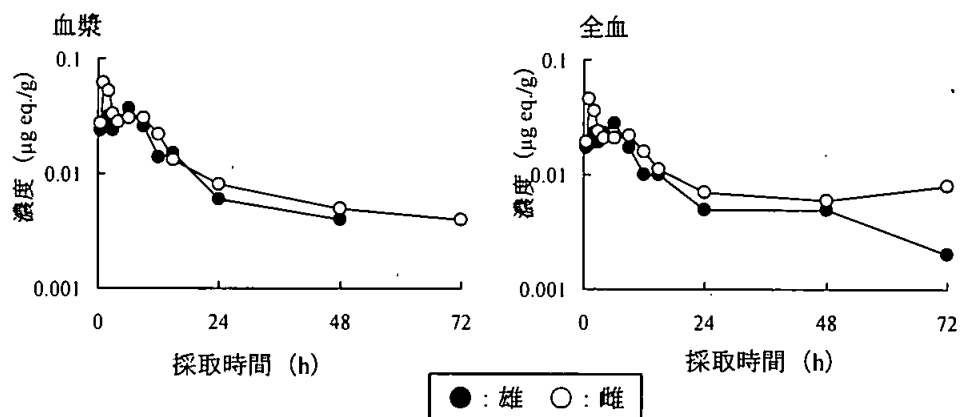 血漿
0.1
0.01
0.001
濃度 (μg eq./g)
0 24 48 72
採取時間 (h)
全血
0.1
0.01
0.001
濃度 (μg eq./g)
0 24 48 72
採取時間 (h)
●：雄 ○：雌